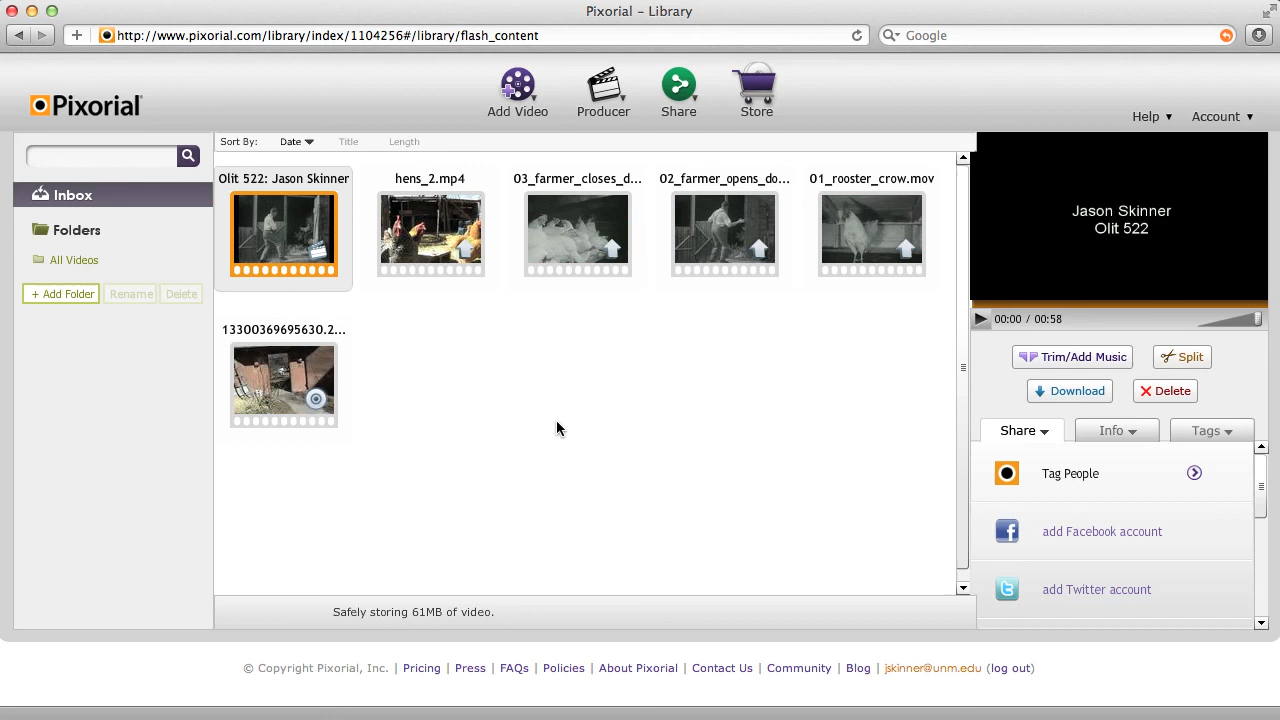 Pixorial – Library
http://www.pixorial.com/library/index/1104256#/library/flash_content
Google
Pixorial
Add Video
Producer
Share
Store
Help
Account
Sort By: Date Title Length
Inbox
Folders
All Videos
+ Add Folder
Rename
Delete
Olit 522: Jason Skinner
hens_2.mp4
03_farmer_closes_d...
02_farmer_opens_do...
01_rooster_crow.mov
13300369695630.2...
Jason Skinner
Olit 522
00:00 / 00:58
Trim/Add Music
Split
Download
Delete
Share
Info
Tags
Tag People
add Facebook account
add Twitter account
Safely storing 61MB of video.
© Copyright Pixorial, Inc. | Pricing | Press | FAQs | Policies | About Pixorial | Contact Us | Community | Blog | jskinner@unm.edu (log out)